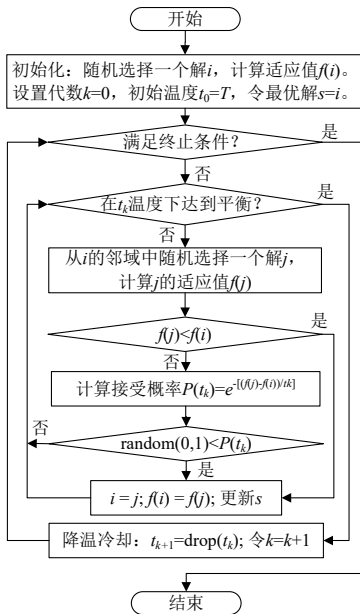 开始
初始化：随机选择一个解i，计算适应值f(i)。
设置代数k=0，初始温度t₀=T，令最优解s=i。
满足终止条件？
是
否
在tₖ温度下达到平衡？
是
否
从i的邻域中随机选择一个解j，
计算j的适应值f(j)
f(j)<f(i)
是
否
计算接受概率P(tₖ)=e^-[(f(j)-f(i))/tk]
random(0,1)<P(tₖ)
否
是
i = j; f(i) = f(j); 更新s
降温冷却：tₖ₊₁=drop(tₖ); 令k=k+1
结束